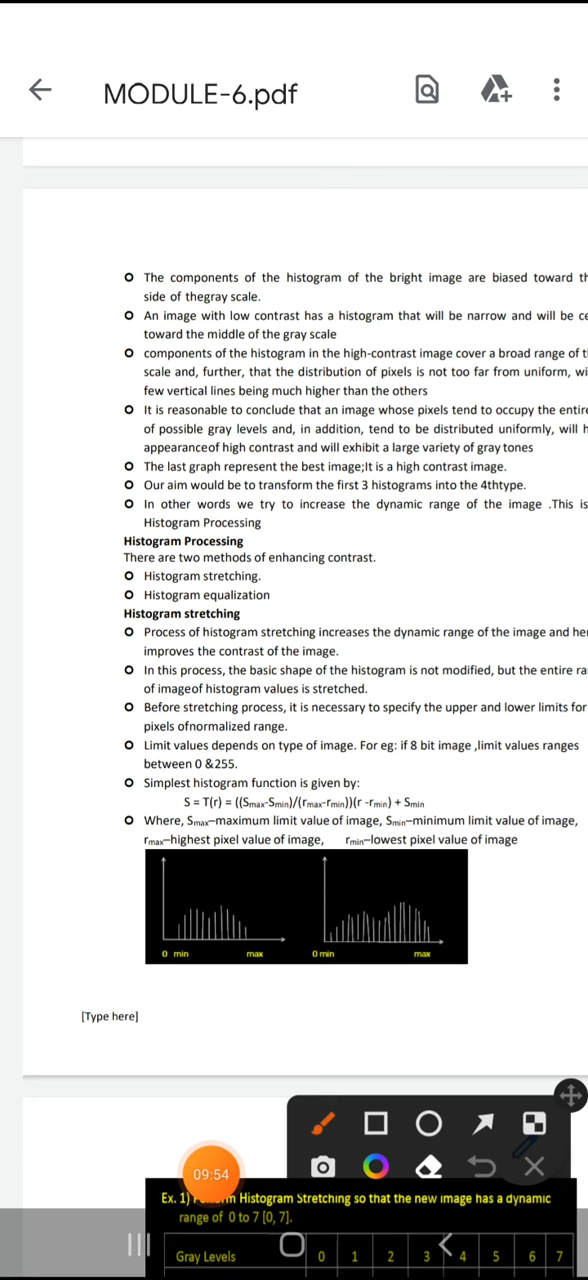 MODULE-6.pdf
The components of the histogram of the bright image are biased toward
side of thegray scale.
An image with low contrast has a histogram that will be narrow and will be
toward the middle of the gray scale
components of the histogram in the high-contrast image cover a broad range of
scale and, further, that the distribution of pixels is not too far from uniform,
few vertical lines being much higher than the others
It is reasonable to conclude that an image whose pixels tend to occupy the
of possible gray levels and, in addition, tend to be distributed uniformly, will
appearanceof high contrast and will exhibit a large variety of gray tones
The last graph represent the best image;It is a high contrast image.
Our aim would be to transform the first 3 histograms into the 4thtype.
In other words we try to increase the dynamic range of the image .This is
Histogram Processing
Histogram Processing
There are two methods of enhancing contrast.
Histogram stretching.
Histogram equalization
Histogram stretching
Process of histogram stretching increases the dynamic range of the image and
improves the contrast of the image.
In this process, the basic shape of the histogram is not modified, but the entire
of imageof histogram values is stretched.
Before stretching process, it is necessary to specify the upper and lower limits for
pixels ofnormalized range.
Limit values depends on type of image. For eg: if 8 bit image ,limit values ranges
between 0 &255.
Simplest histogram function is given by:
S = T(r) = ((Smax-Smin)/(rmax-rmin))(r -rmin) + Smin
Where, Smax–maximum limit value of image, Smin–minimum limit value of image,
rmax–highest pixel value of image, rmin–lowest pixel value of image
0 min max 0 min max
[Type here]
09:54
Ex. 1) Histogram Stretching so that the new image has a dynamic
range of 0 to 7 [0, 7].
Gray Levels 0 1 2 3 4 5 6 7